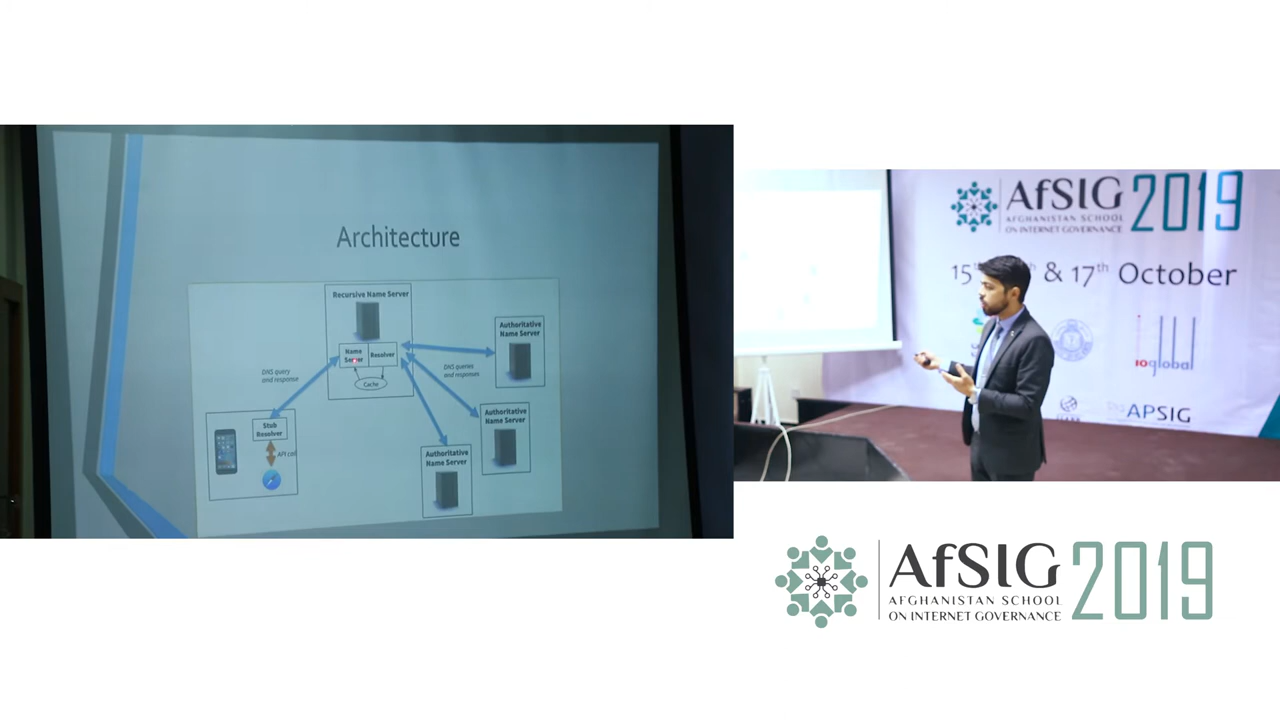 Architecture
Recursive Name Server
Name
Server
Resolver
Cache
DNS query
and response
DNS queries
and responses
Authoritative
Name Server
Authoritative
Name Server
Authoritative
Name Server
Stub
Resolver
API call
AfSIG 2019
AFGHANISTAN SCHOOL
ON INTERNET GOVERNANCE
15th & 17th October
ioglobal
APSIG
AfSIG 2019
AFGHANISTAN SCHOOL
ON INTERNET GOVERNANCE